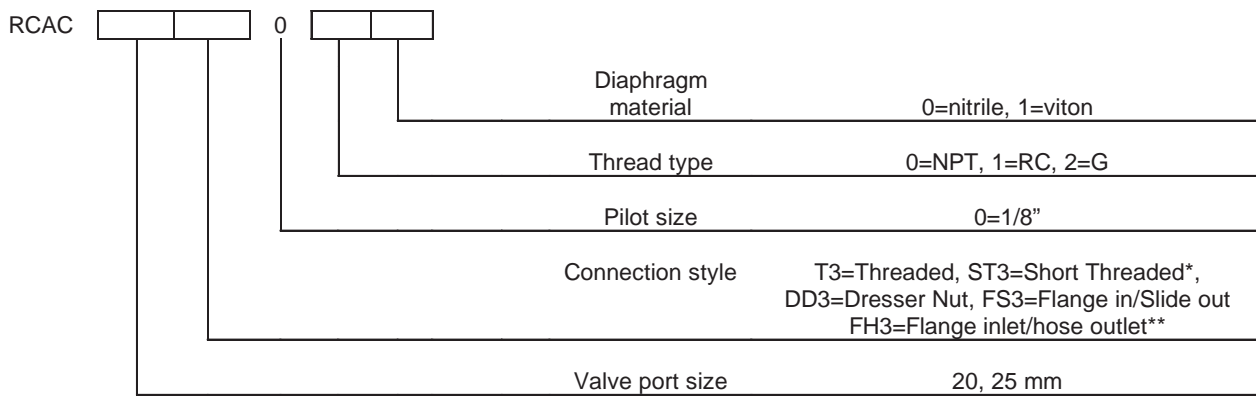 RCAC 0
Diaphragm
material 0=nitrile, 1=viton
Thread type 0=NPT, 1=RC, 2=G
Pilot size 0=1/8”
Connection style T3=Threaded, ST3=Short Threaded*,
DD3=Dresser Nut, FS3=Flange in/Slide out
FH3=Flange inlet/hose outlet**
Valve port size 20, 25 mm